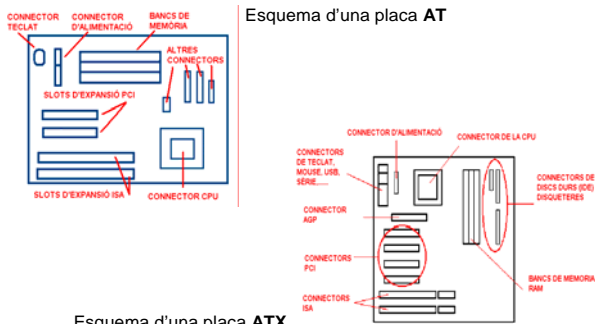 Esquema d'una placa AT
CONNECTOR
TECLAT
CONNECTOR
D'ALIMENTACIÓ
BANCS DE
MEMÒRIA
ALTRES
CONNECTORS
SLOTS D'EXPANSIÓ PCI
SLOTS D'EXPANSIÓ ISA
CONNECTOR CPU
CONNECTOR D'ALIMENTACIÓ
CONNECTOR DE LA CPU
CONNECTORS
DE TECLAT,
MOUSE, USB,
SÈRIE......
CONNECTORS DE
DISCS DURS (IDE)
DISQUETERES
CONNECTOR
AGP
CONNECTORS
PCI
BANCS DE MEMORIA
RAM
CONNECTORS
ISA
Esquema d'una placa ATX